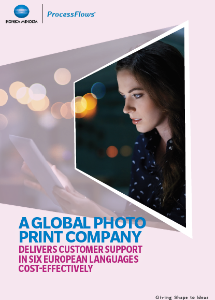 KONICA MINOLTA
ProcessFlows
A GLOBAL PHOTO
PRINT COMPANY
DELIVERS CUSTOMER SUPPORT
IN SIX EUROPEAN LANGUAGES
COST-EFFECTIVELY
Giving Shape to Ideas